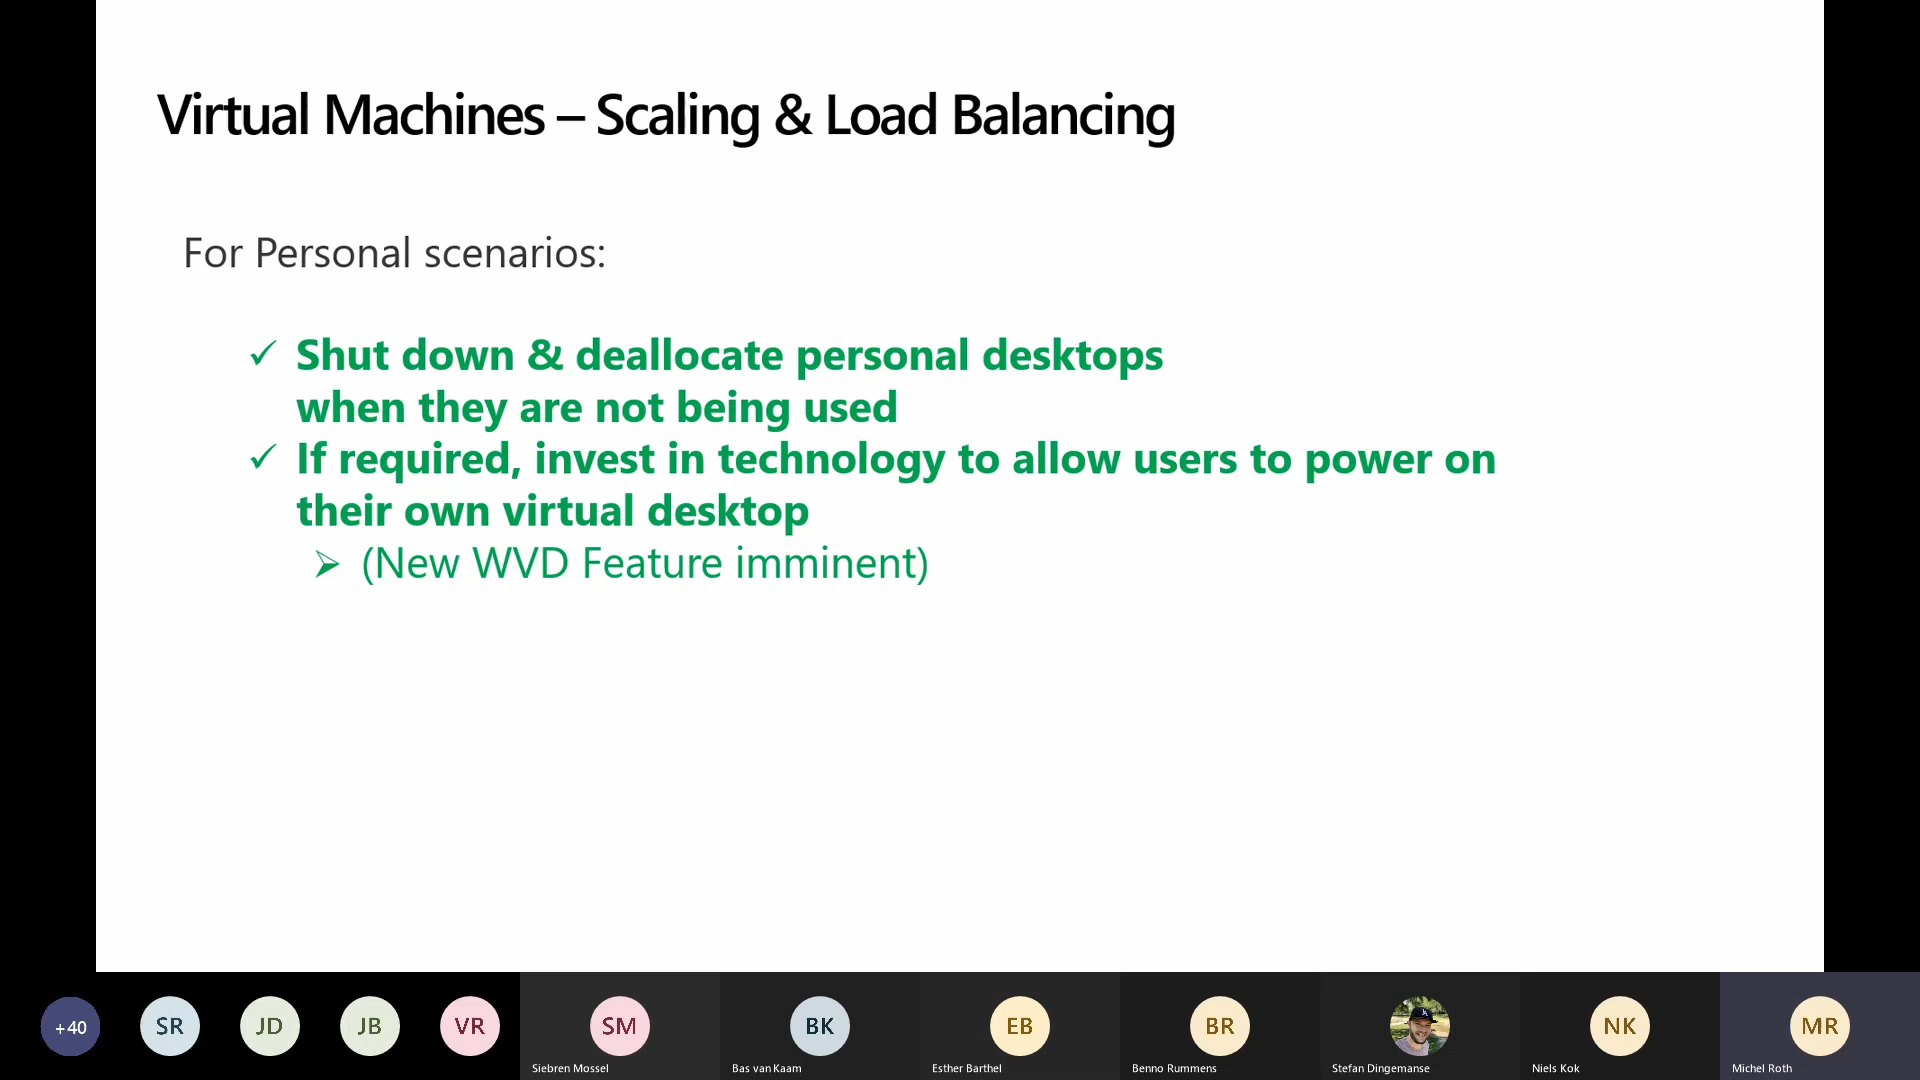 Virtual Machines – Scaling & Load Balancing
For Personal scenarios:
✓ Shut down & deallocate personal desktops
when they are not being used
✓ If required, invest in technology to allow users to power on
their own virtual desktop
➢ (New WVD Feature imminent)
+40 SR JD JB VR SM BK EB BR NK MR
Siebren Mossel Bas van Kaam Esther Barthel Benno Rummens Stefan Dingemanse Niels Kok Michel Roth